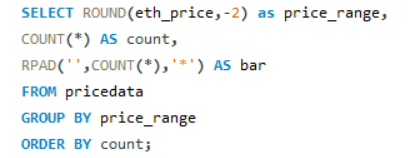 SELECT ROUND(eth_price,-2) as price_range,
COUNT(*) AS count,
RPAD('',COUNT(*),'*') AS bar
FROM pricedata
GROUP BY price_range
ORDER BY count;